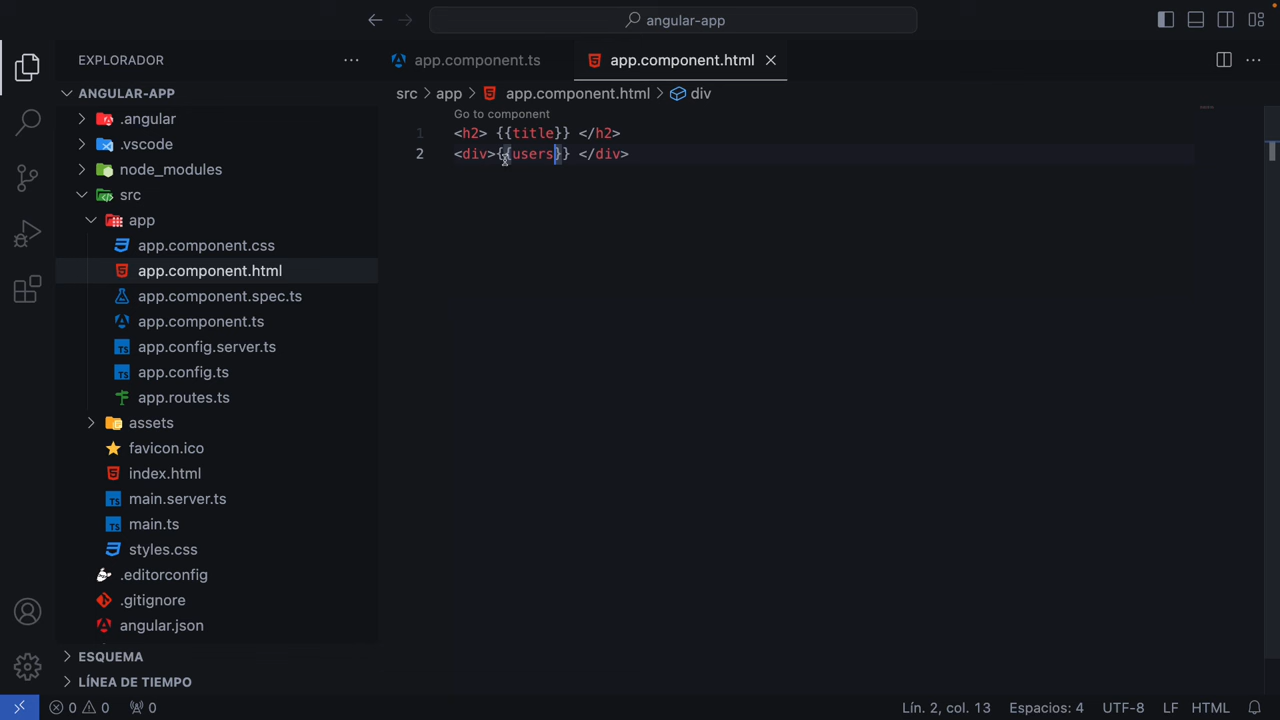 angular-app
EXPLORADOR
ANGULAR-APP
.angular
.vscode
node_modules
src
app
app.component.css
app.component.html
app.component.spec.ts
app.component.ts
app.config.server.ts
app.config.ts
app.routes.ts
assets
favicon.ico
index.html
main.server.ts
main.ts
styles.css
.editorconfig
.gitignore
angular.json
ESQUEMA
LÍNEA DE TIEMPO
app.component.ts
app.component.html
src > app > app.component.html > div
Go to component
1 <h2> {{title}} </h2>
2 <div>{{users}} </div>
0 0 0
Lín. 2, col. 13 Espacios: 4 UTF-8 LF HTML